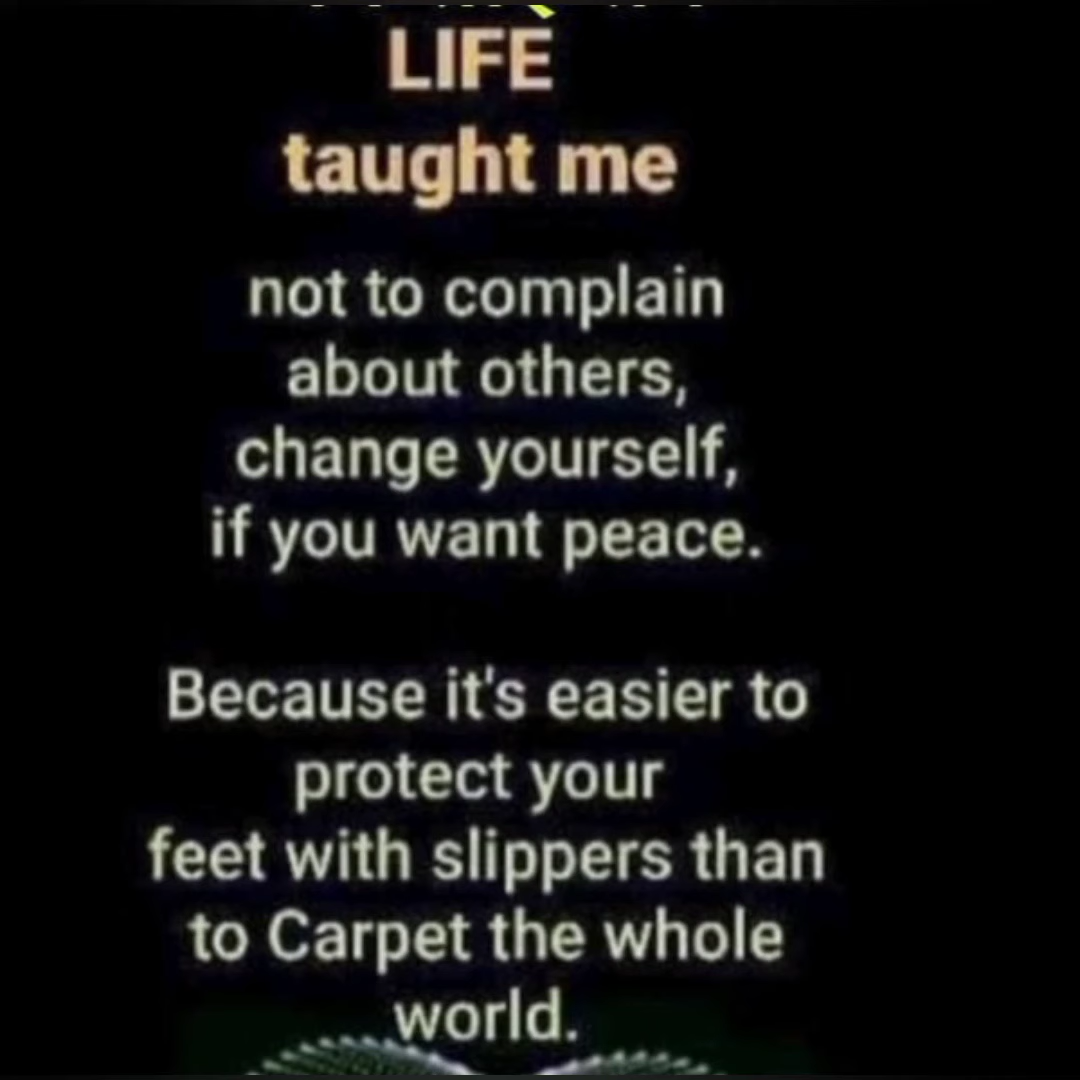 LIFE
taught me
not to complain
about others,
change yourself,
if you want peace.
Because it's easier to
protect your
feet with slippers than
to Carpet the whole
world.